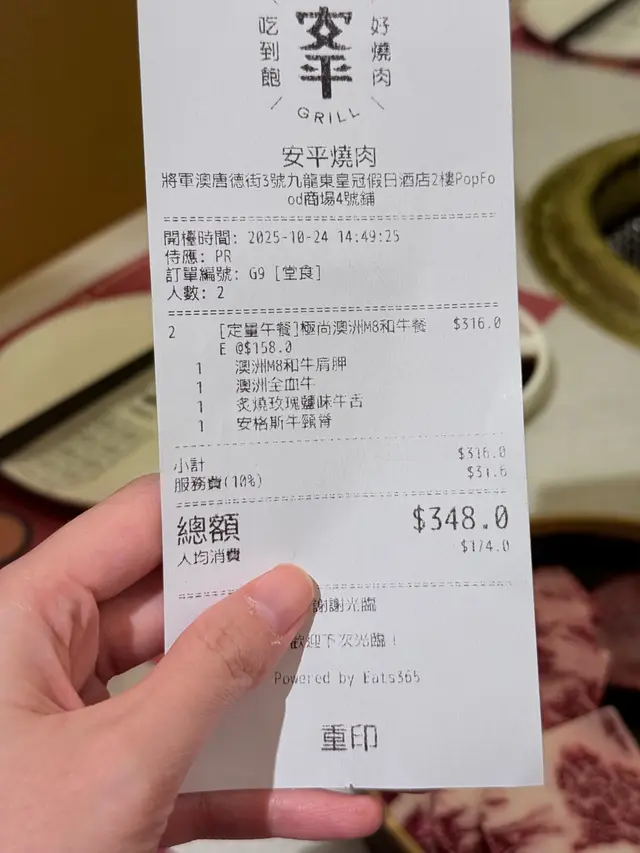 吃到飽
安平
好燒肉
GRILL
安平燒肉
將軍澳唐德街3號九龍東皇冠假日酒店2樓PopFo
od商場4號鋪
開檯時間: 2025-10-24 14:49:25
侍應: PR
訂單編號: G9 [堂食]
人數: 2
2 [定量午餐]極尚澳洲M8和牛餐 $316.0
E @$158.0
1 澳洲M8和牛肩胛
1 澳洲全血牛
1 炙燒玫瑰鹽味牛舌
1 安格斯牛頸脊
小計 $316.0
服務費(10%) $31.6
總額 $348.0
人均消費 $174.0
謝謝光臨
歡迎下次光臨!
Powered by Eats365
重印